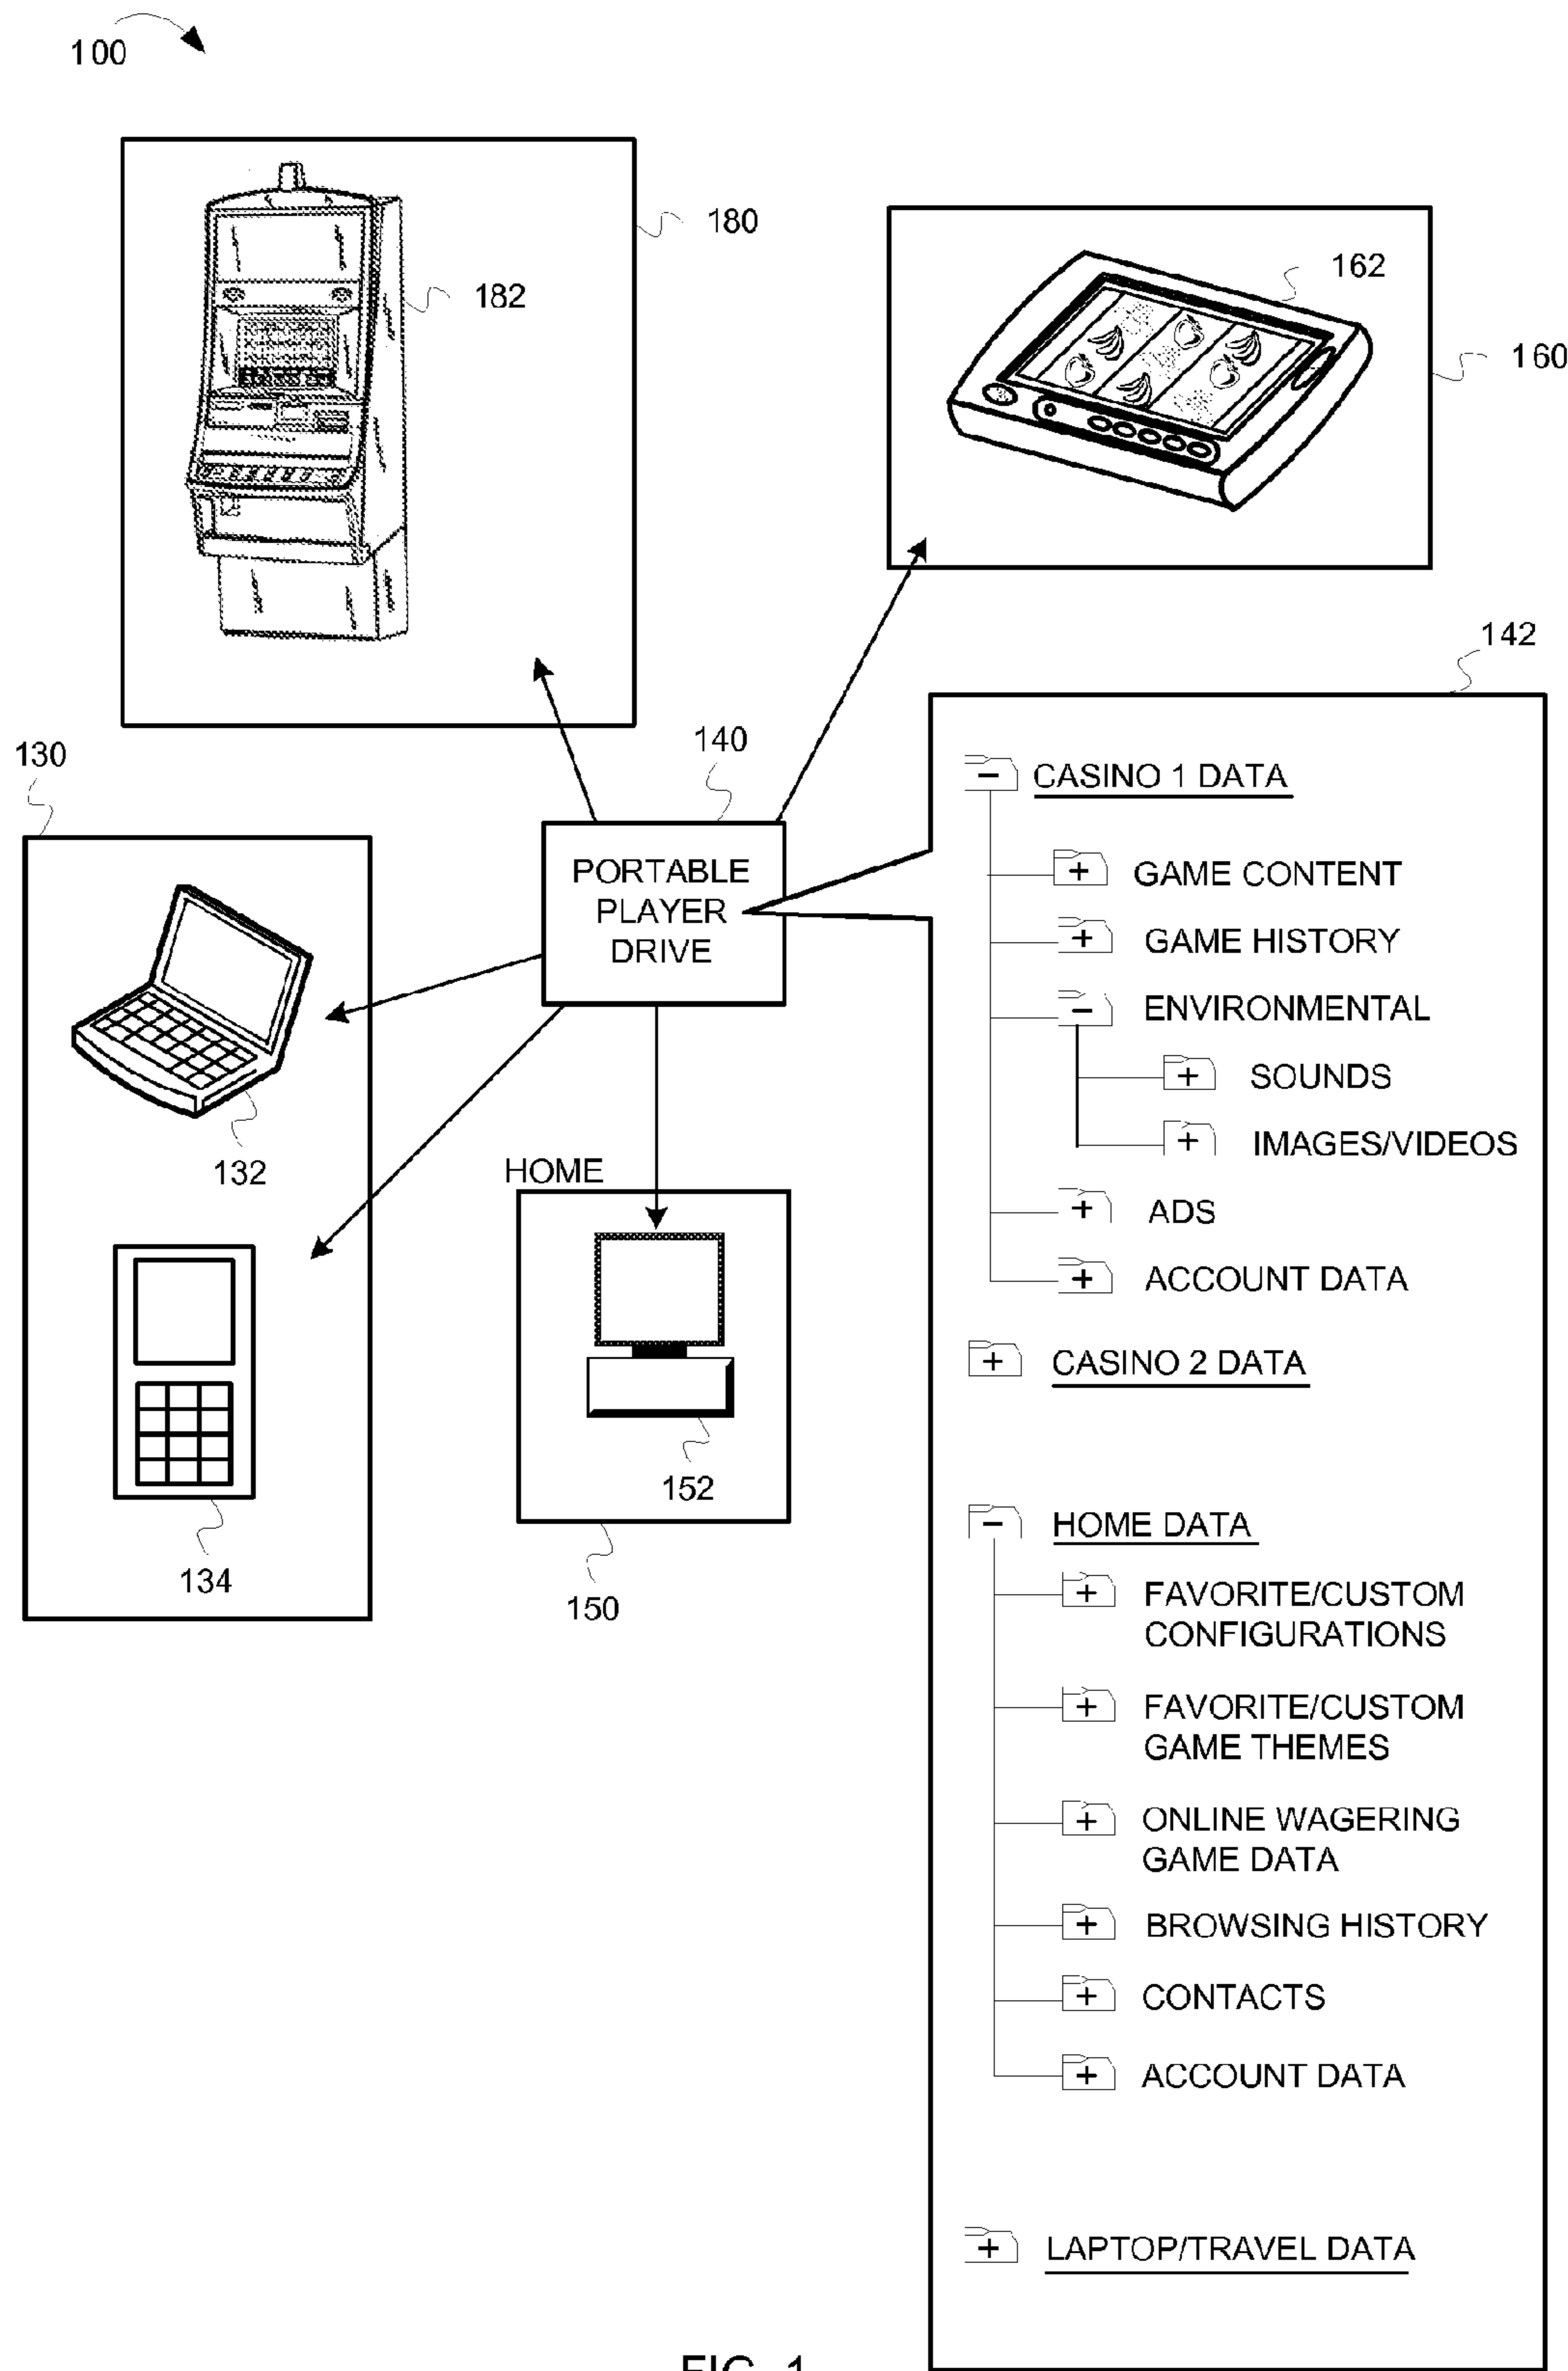 100
180
182
162
160
142
130
140
CASINO 1 DATA
PORTABLE
PLAYER
DRIVE
GAME CONTENT
GAME HISTORY
ENVIRONMENTAL
SOUNDS
IMAGES/VIDEOS
ADS
ACCOUNT DATA
132
HOME
CASINO 2 DATA
152
134
150
HOME DATA
FAVORITE/CUSTOM
CONFIGURATIONS
FAVORITE/CUSTOM
GAME THEMES
ONLINE WAGERING
GAME DATA
BROWSING HISTORY
CONTACTS
ACCOUNT DATA
LAPTOP/TRAVEL DATA
FIG. 1